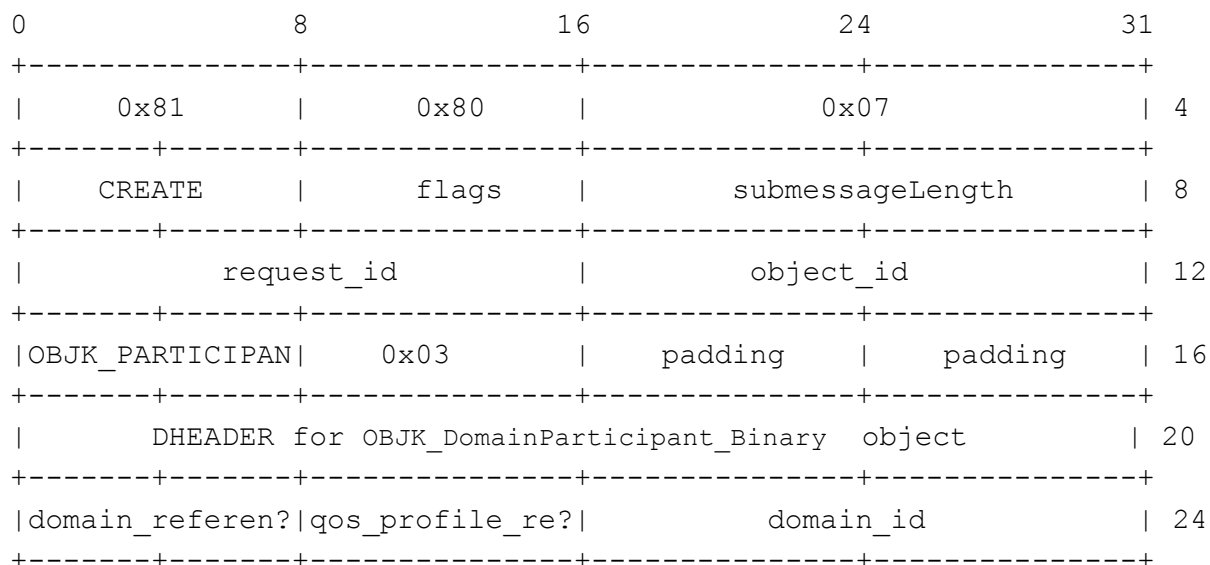 0 8 16 24 31
+---------------+---------------+---------------+---------------+
| 0x81 | 0x80 | 0x07 | 4
+-------+-------+---------------+---------------+---------------+
| CREATE | flags | submessageLength | 8
+-------+-------+---------------+---------------+---------------+
| request_id | object_id | 12
+-------+-------+---------------+---------------+---------------+
|OBJK_PARTICIPAN| 0x03 | padding | padding | 16
+-------+-------+---------------+---------------+---------------+
| DHEADER for OBJK_DomainParticipant_Binary object | 20
+-------+-------+---------------+---------------+---------------+
|domain_referen?|qos_profile_re?| domain_id | 24
+-------+-------+---------------+---------------+---------------+